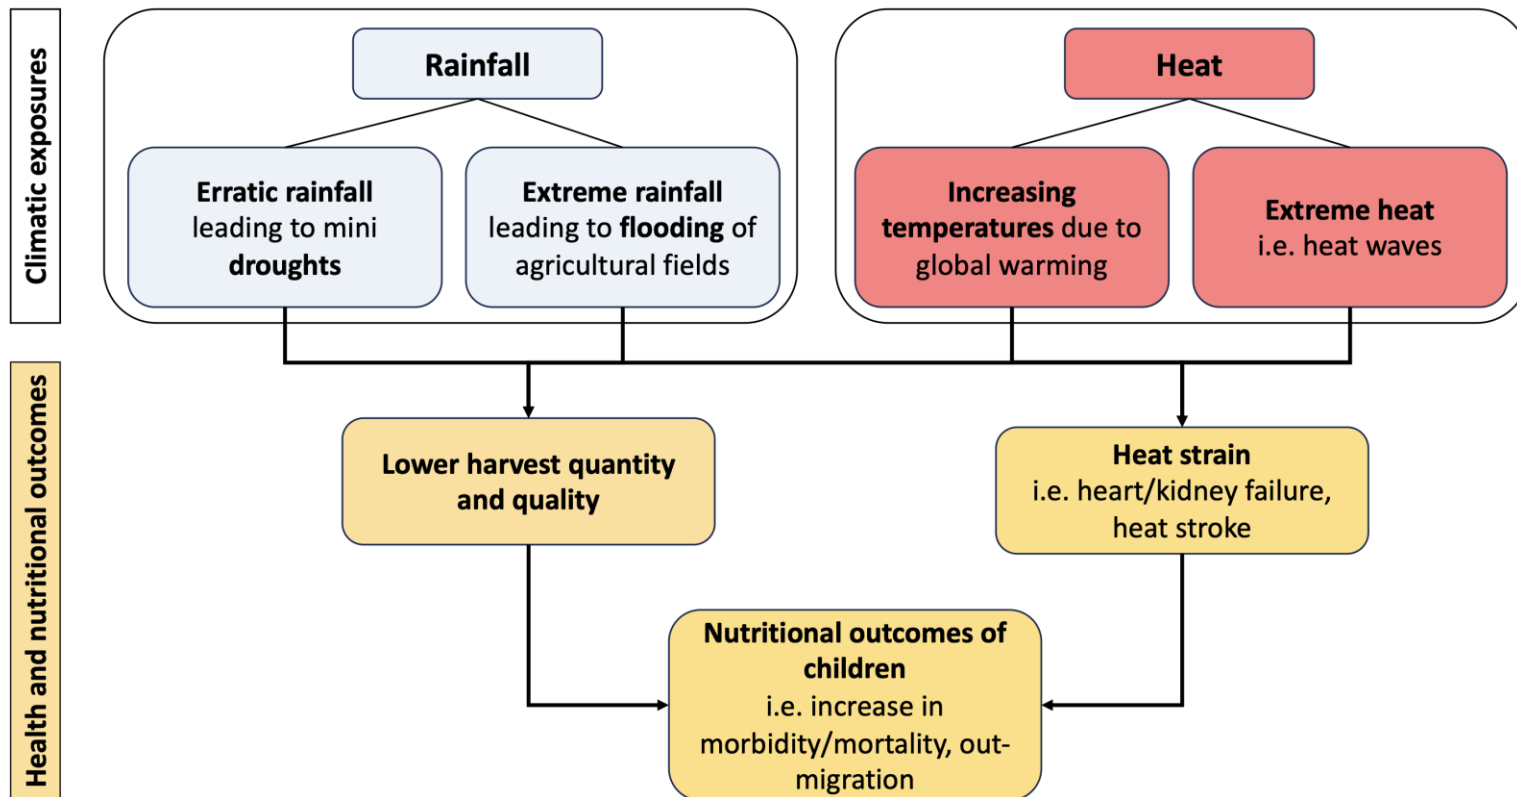 Climatic exposures
Rainfall
Heat
Erratic rainfall
leading to mini
droughts
Extreme rainfall
leading to flooding of
agricultural fields
Increasing
temperatures due to
global warming
Extreme heat
i.e. heat waves
Health and nutritional outcomes
Lower harvest quantity
and quality
Heat strain
i.e. heart/kidney failure,
heat stroke
Nutritional outcomes of
children
i.e. increase in
morbidity/mortality, out-
migration